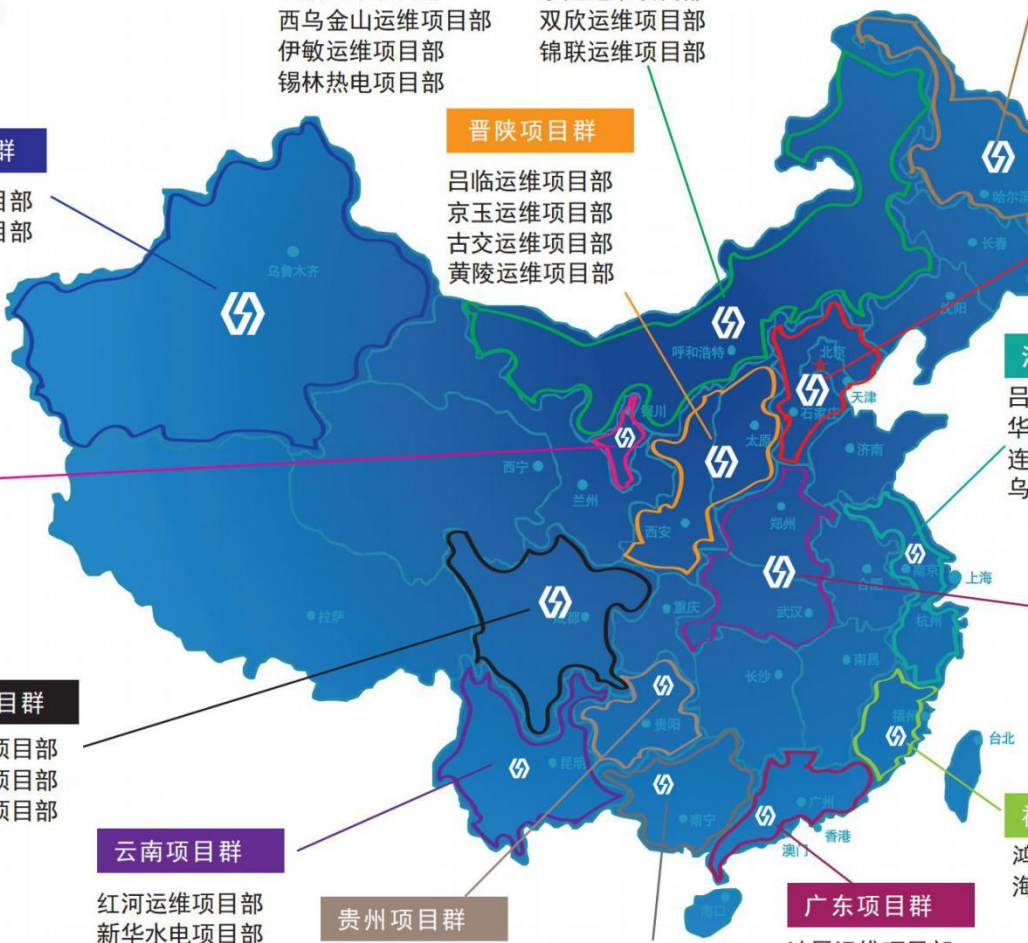 西乌金山运维项目部
伊敏运维项目部
锡林热电项目部
双欣运维项目部
锦联运维项目部
群
目部
目部
晋陕项目群
吕临运维项目部
京玉运维项目部
古交运维项目部
黄陵运维项目部
哈尔滨
长春
沈阳
乌鲁木齐
呼和浩特
北京
天津
石家庄
银川
太原
济南
西宁
兰州
西安
郑州
吕
华
连
乌
合肥
南京
上海
拉萨
成都
重庆
武汉
杭州
南昌
长沙
目群
项目部
项目部
项目部
贵阳
福州
台北
昆明
南宁
广州
香港
澳门
海口
鸿
海
云南项目群
红河运维项目部
新华水电项目部
贵州项目群
广东项目群